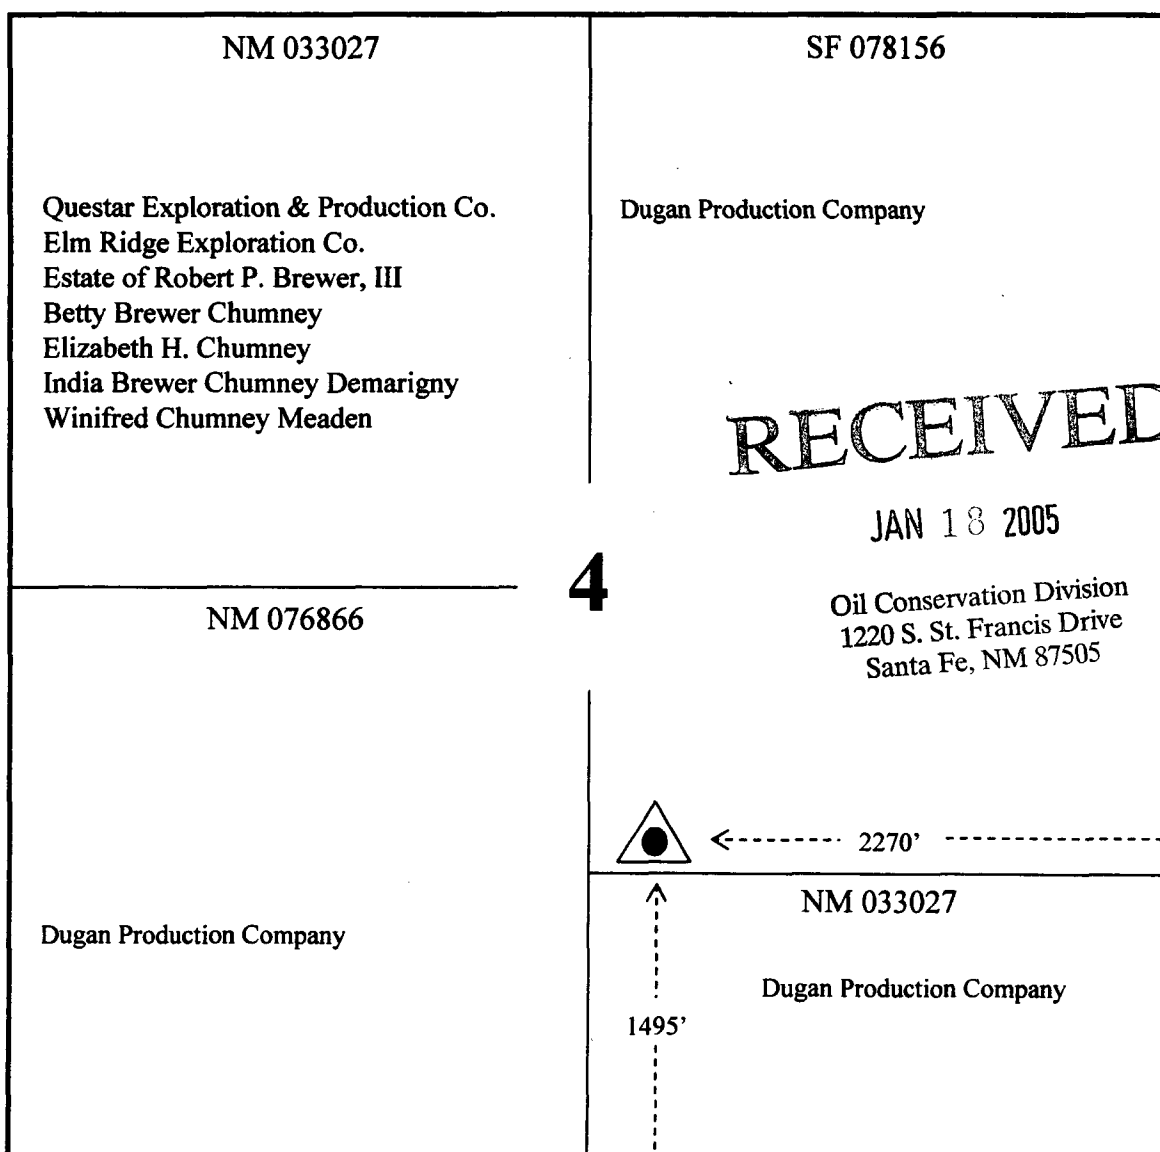 NM 033027
SF 078156
Questar Exploration & Production Co.
Elm Ridge Exploration Co.
Estate of Robert P. Brewer, III
Betty Brewer Chumney
Elizabeth H. Chumney
India Brewer Chumney Demarigny
Winifred Chumney Meaden
Dugan Production Company
RECEIVED
JAN 18 2005
Oil Conservation Division
1220 S. St. Francis Drive
Santa Fe, NM 87505
4
NM 076866
Dugan Production Company
2270’
NM 033027
Dugan Production Company
1495’